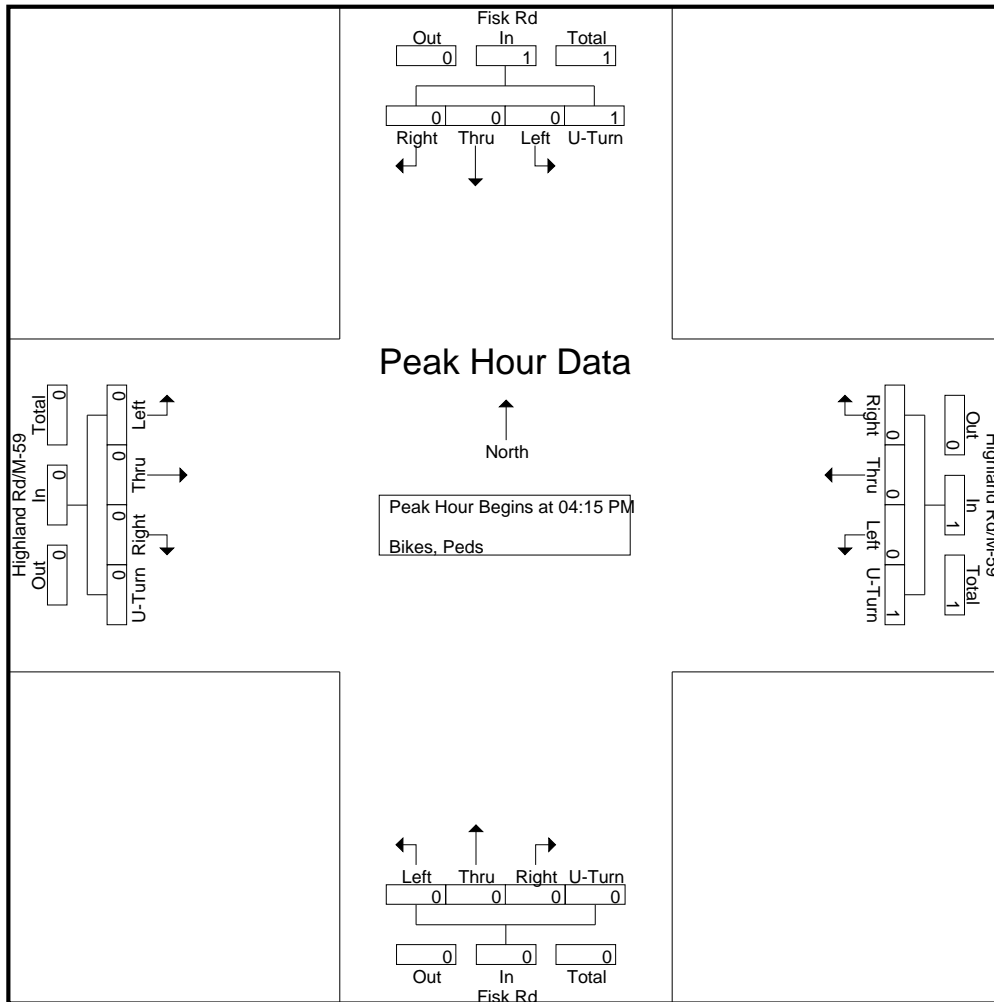 Fisk Rd
Out In Total
0 1 1
0 0 0 1
Right Thru Left U-Turn
Peak Hour Data
North
Peak Hour Begins at 04:15 PM
Bikes, Peds
Highland Rd/M-59
Out In Total
0 0 0
0 0 0 0
U-Turn Right Thru Left
Highland Rd/M-59
Out In Total
0 1 1
0 0 0 1
Right Thru Left U-Turn
Left Thru Right U-Turn
0 0 0 0
0 0 0
Out In Total
Fisk Rd